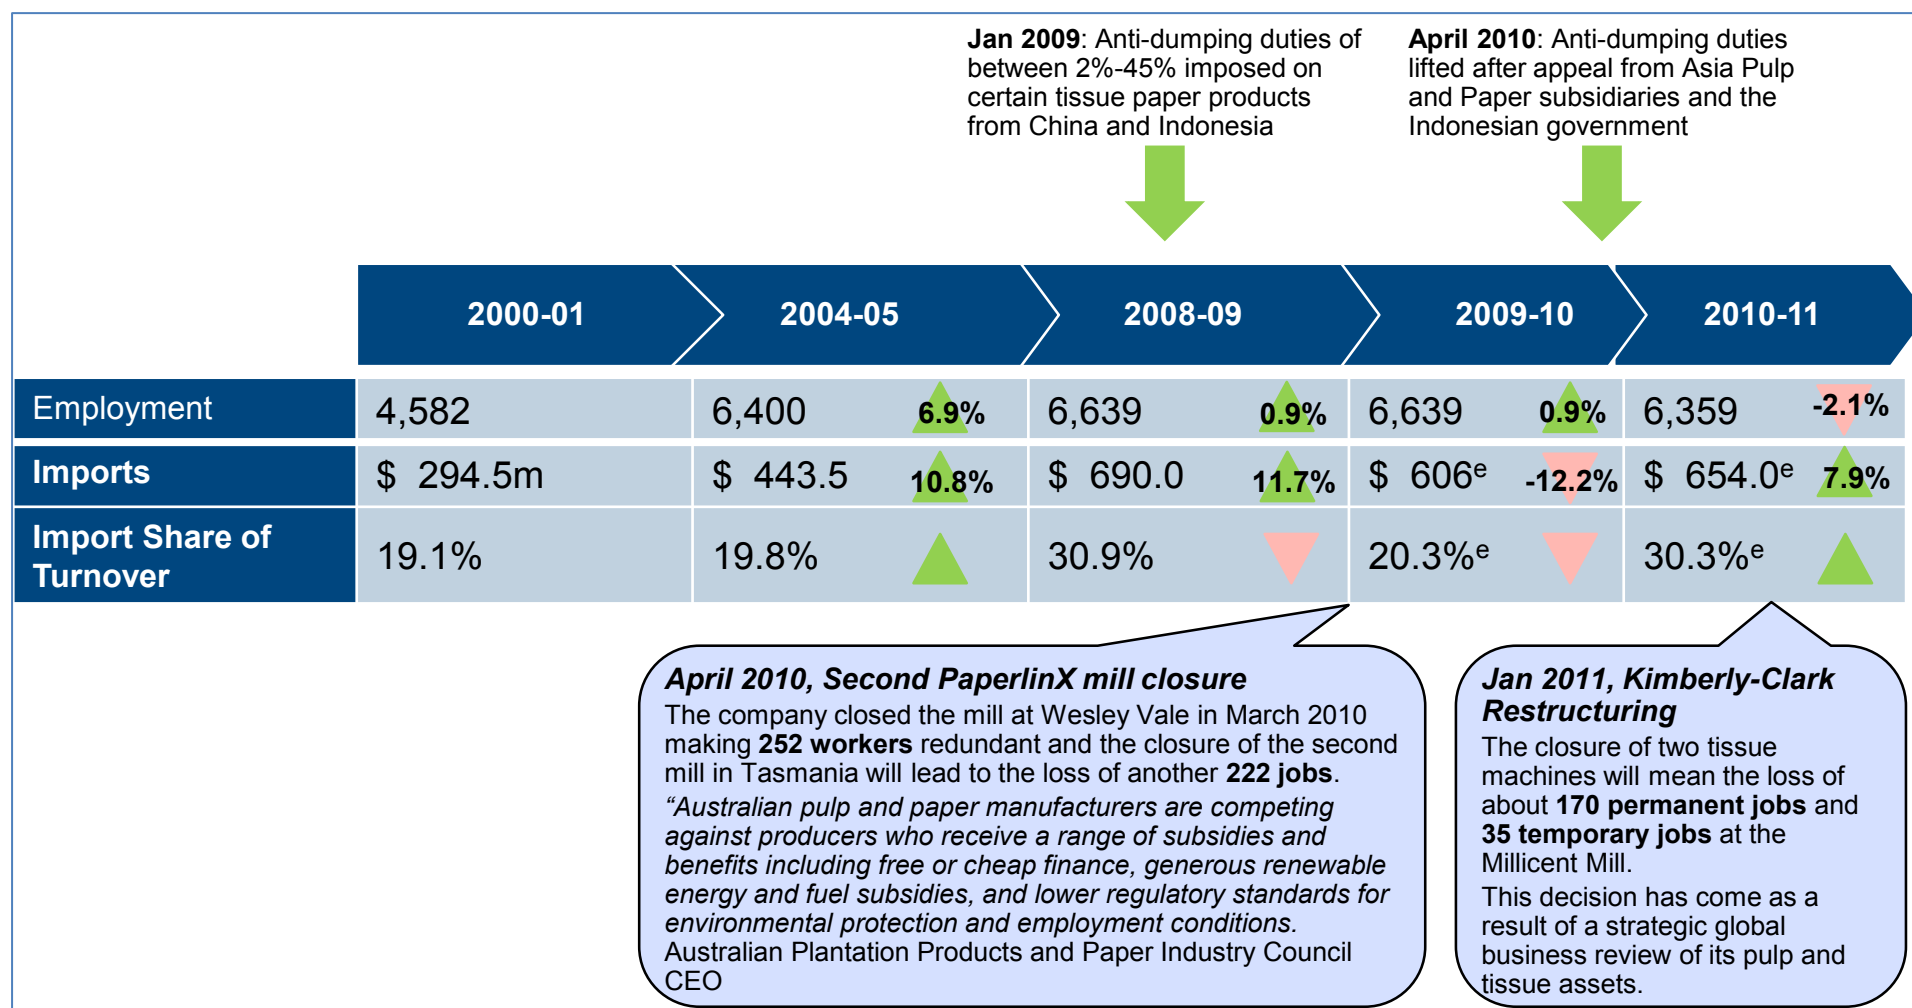 Jan 2009: Anti-dumping duties of
between 2%-45% imposed on
certain tissue paper products
from China and Indonesia
April 2010: Anti-dumping duties
lifted after appeal from Asia Pulp
and Paper subsidiaries and the
Indonesian government
2000-01 2004-05 2008-09 2009-10 2010-11
Employment 4,582 6,400 6.9% 6,639 0.9% 6,639 0.9% 6,359 -2.1%
Imports $ 294.5m $ 443.5 10.8% $ 690.0 11.7% $ 606e -12.2% $ 654.0e 7.9%
Import Share of
Turnover 19.1% 19.8% 30.9% 20.3%e 30.3%e
April 2010, Second PaperlinX mill closure
The company closed the mill at Wesley Vale in March 2010
making 252 workers redundant and the closure of the second
mill in Tasmania will lead to the loss of another 222 jobs.
“Australian pulp and paper manufacturers are competing
against producers who receive a range of subsidies and
benefits including free or cheap finance, generous renewable
energy and fuel subsidies, and lower regulatory standards for
environmental protection and employment conditions.
Australian Plantation Products and Paper Industry Council
CEO
Jan 2011, Kimberly-Clark
Restructuring
The closure of two tissue
machines will mean the loss of
about 170 permanent jobs and
35 temporary jobs at the
Millicent Mill.
This decision has come as a
result of a strategic global
business review of its pulp and
tissue assets.